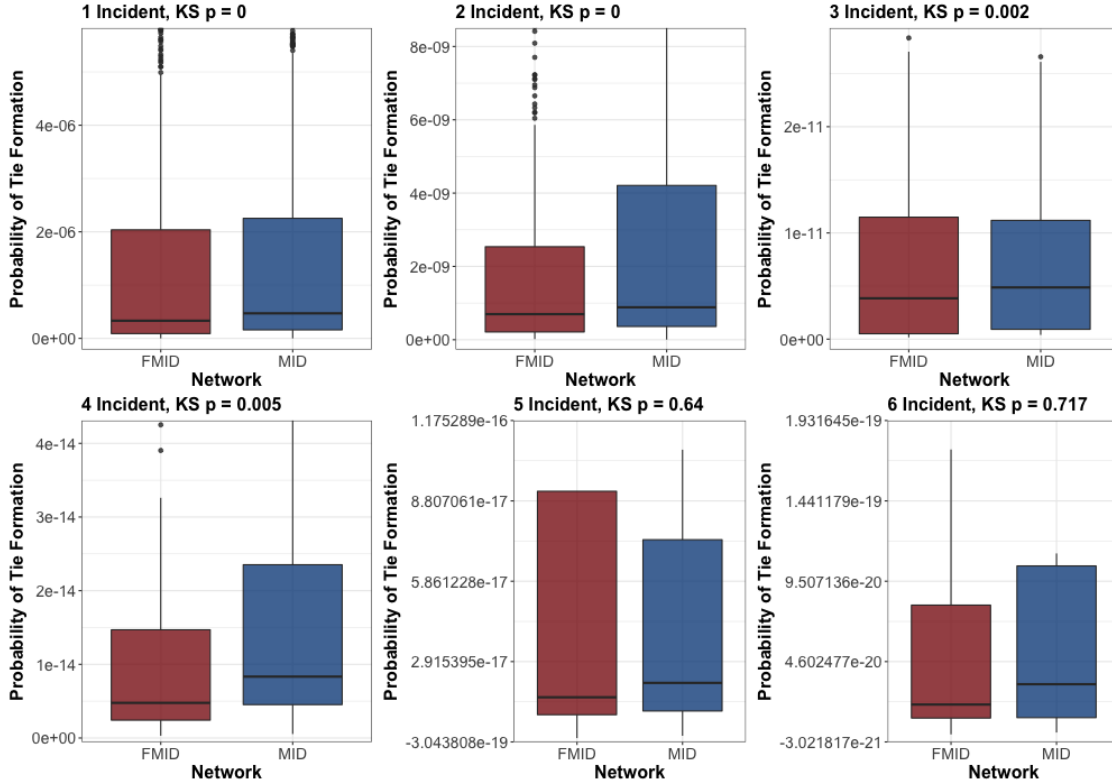 1 Incident, KS p = 0
Probability of Tie Formation
4e-06
2e-06
0e+00
FMID MID
Network
2 Incident, KS p = 0
Probability of Tie Formation
8e-09
6e-09
4e-09
2e-09
0e+00
FMID MID
Network
3 Incident, KS p = 0.002
Probability of Tie Formation
2e-11
1e-11
0e+00
FMID MID
Network
4 Incident, KS p = 0.005
Probability of Tie Formation
4e-14
3e-14
2e-14
1e-14
0e+00
FMID MID
Network
5 Incident, KS p = 0.64
Probability of Tie Formation
1.175289e-16
8.807061e-17
5.861228e-17
2.915395e-17
-3.043808e-19
FMID MID
Network
6 Incident, KS p = 0.717
Probability of Tie Formation
1.931645e-19
1.441179e-19
9.507136e-20
4.602477e-20
-3.021817e-21
FMID MID
Network